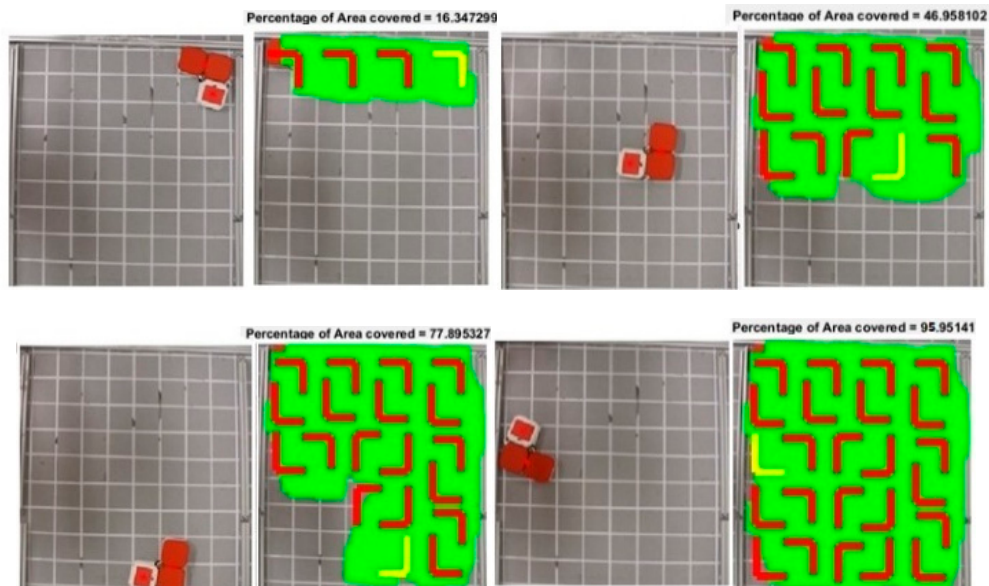 Percentage of Area covered = 16.347299
Percentage of Area covered = 46.958102
Percentage of Area covered = 77.895327
Percentage of Area covered = 95.95141